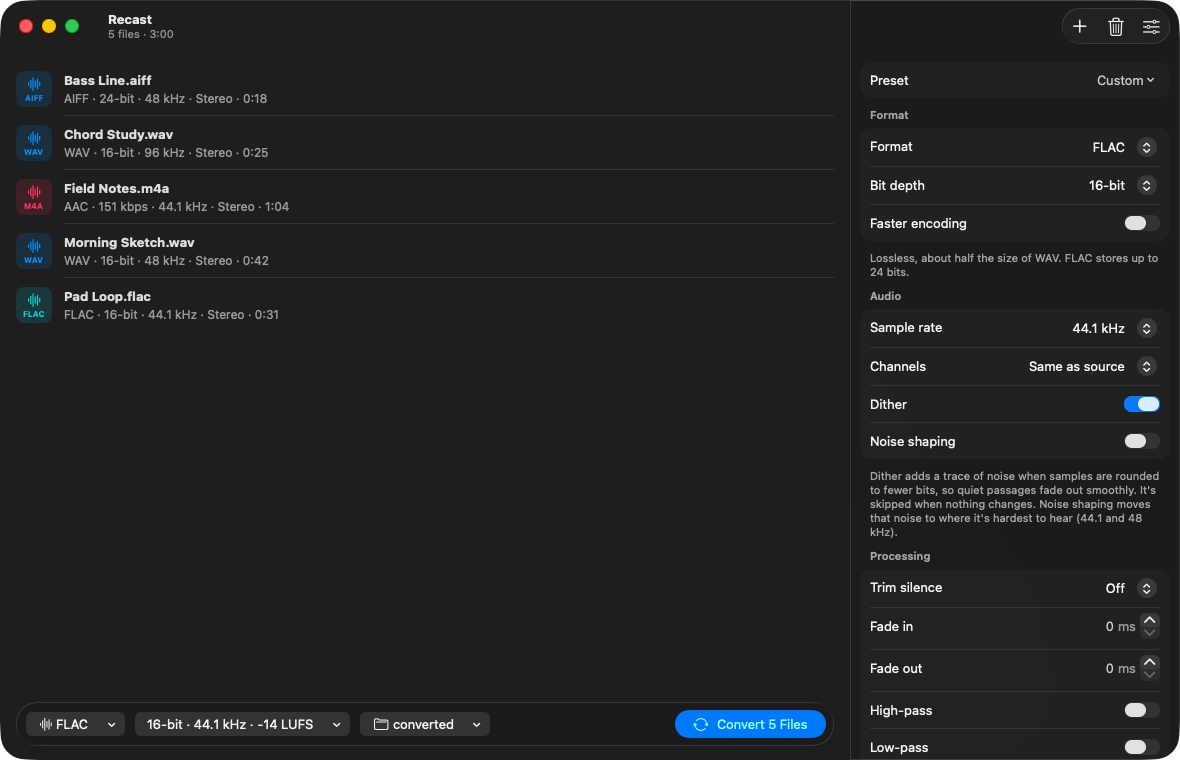 Recast
5 files · 3:00
AIFF
Bass Line.aiff
AIFF · 24-bit · 48 kHz · Stereo · 0:18
WAV
Chord Study.wav
WAV · 16-bit · 96 kHz · Stereo · 0:25
M4A
Field Notes.m4a
AAC · 151 kbps · 44.1 kHz · Stereo · 1:04
WAV
Morning Sketch.wav
WAV · 16-bit · 48 kHz · Stereo · 0:42
FLAC
Pad Loop.flac
FLAC · 16-bit · 44.1 kHz · Stereo · 0:31
FLAC
16-bit · 44.1 kHz · -14 LUFS
converted
Convert 5 Files
Preset Custom
Format
Format FLAC
Bit depth 16-bit
Faster encoding
Lossless, about half the size of WAV. FLAC stores up to
24 bits.
Audio
Sample rate 44.1 kHz
Channels Same as source
Dither
Noise shaping
Dither adds a trace of noise when samples are rounded
to fewer bits, so quiet passages fade out smoothly. It's
skipped when nothing changes. Noise shaping moves
that noise to where it's hardest to hear (44.1 and 48
kHz).
Processing
Trim silence Off
Fade in 0 ms
Fade out 0 ms
High-pass
Low-pass